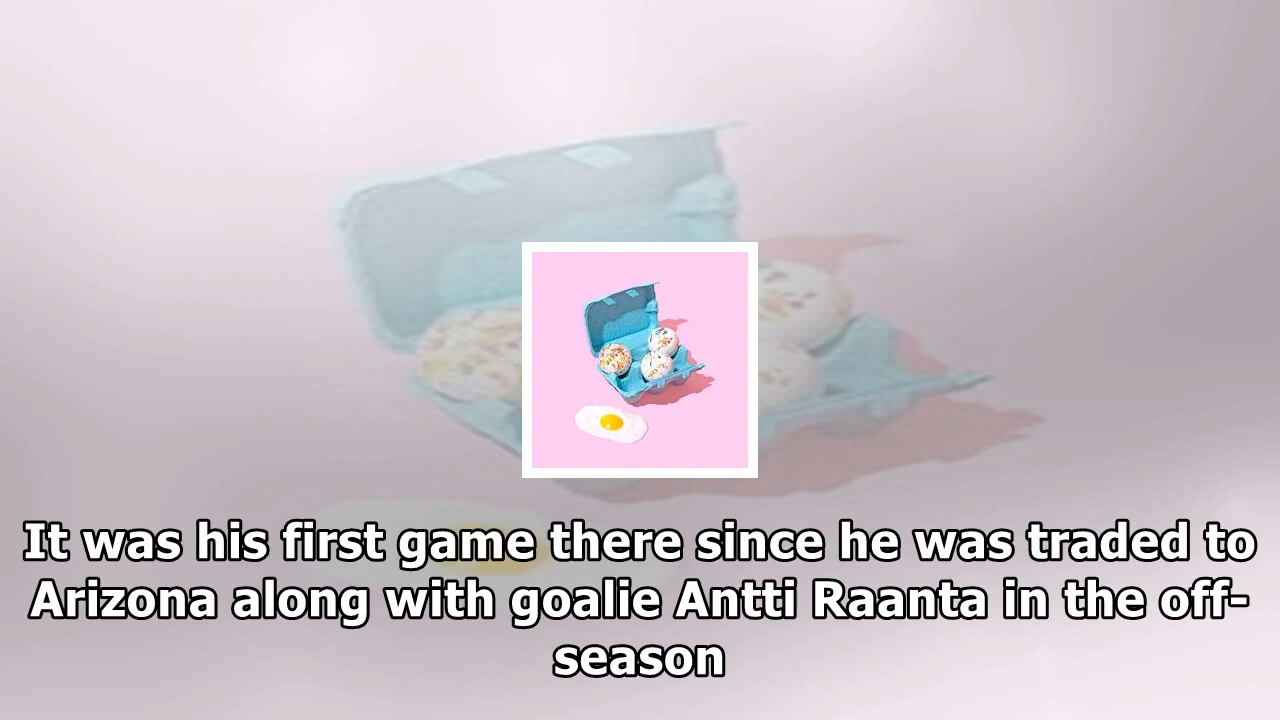 It was his first game there since he was traded to
Arizona along with goalie Antti Raanta in the off-
season